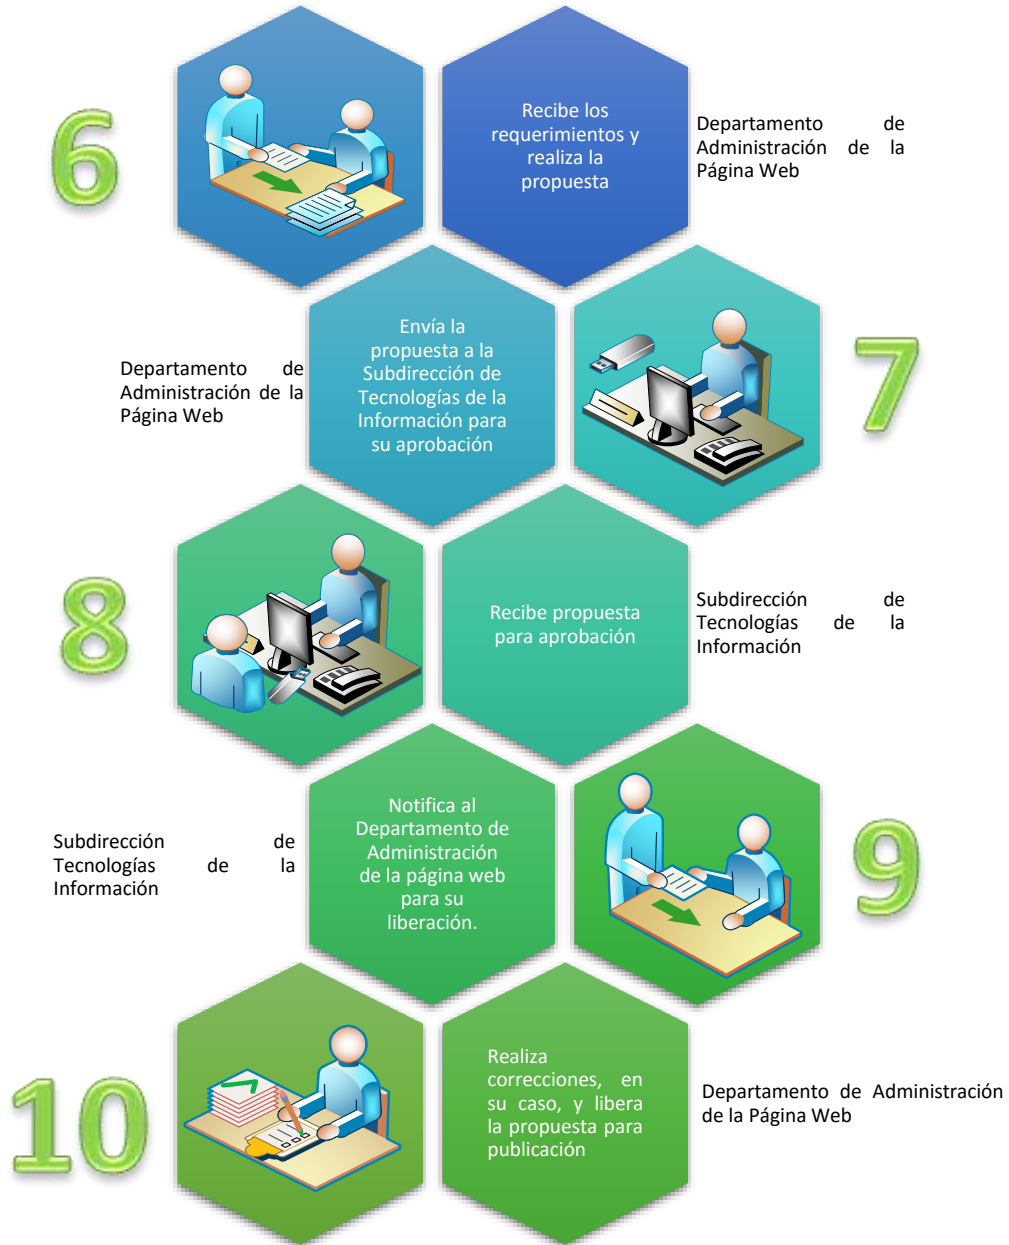 6
Recibe los
requerimientos y
realiza la
propuesta
Departamento de
Administración de la
Página Web
Departamento de
Administración de la
Página Web
Envía la
propuesta a la
Subdirección de
Tecnologías de la
Información para
su aprobación
7
8
Recibe propuesta
para aprobación
Subdirección de
Tecnologías de la
Información
Subdirección de
Tecnologías de la
Información
Notifica al
Departamento de
Administración
de la página web
para su
liberación.
9
10
Realiza
correcciones, en
su caso, y libera
la propuesta para
publicación
Departamento de Administración
de la Página Web